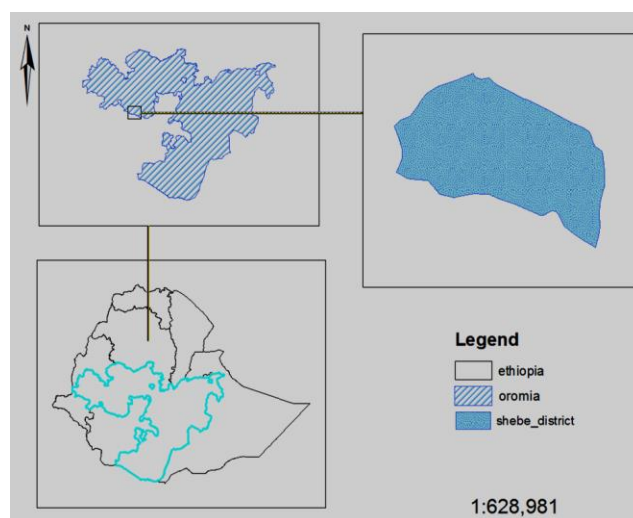 N
Legend
ethiopia
oromia
shebe_district
1:628,981